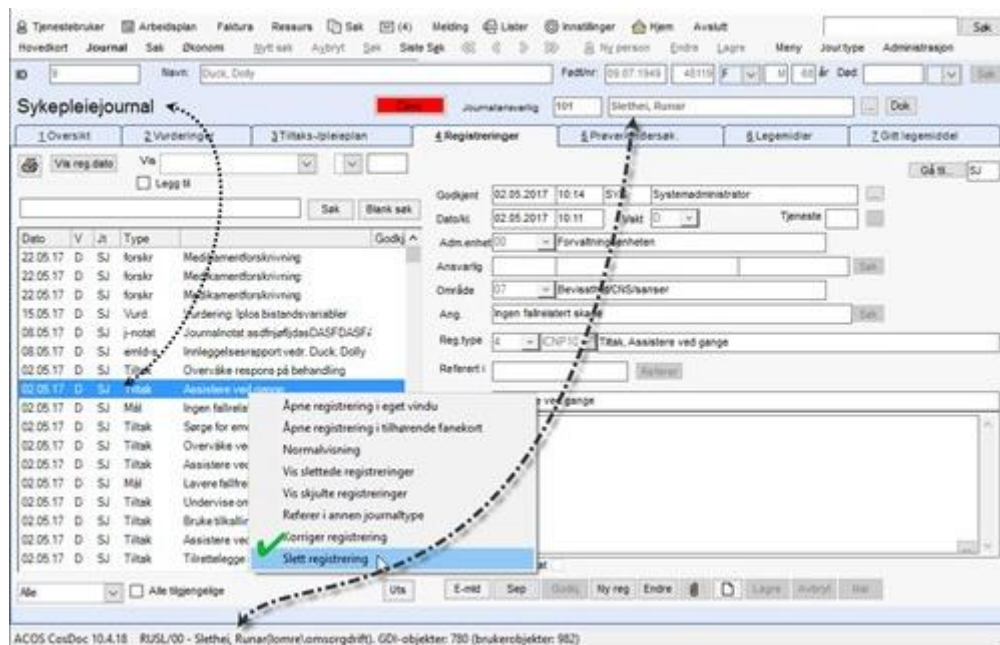 Tjenestebruker Arbeidsplan Faktura Ressurs Sak (4) Melding Lister Innstillinger Hjem Avslutt Søk
Hovedkort Journal Sak Økonomi Nytt søk Avbryt Søk Siste Søk Ny person Endre Lagre Meny Jour.type Administrasjon
ID 9 Navn: Duck, Dolly Født/nr: 09.07.1949 F M 68 år Død: Søk
Sykepleiejournal Cave Journalansvarlig 101 Slethei, Runar ... Dok
1 Oversikt 2 Vurderinger 3 Tiltaks-/pleieplan 4 Registreringer 6 Legemidler 7 Gitt legemiddel
Vis reg.dato Vis Gå til... SJ
Legg til
Søk Blank søk
Godkjent 02.05.2017 10:14 Systemadministrator ...
Dato/kl. 02.05.2017 10:11 Vakt D Tjeneste
Dato V Jt Type Godkj
Adm.enhet 00 Forvaltningsenheten
22.05.17 D SJ forskr Medikamentforskrivning
22.05.17 D SJ forskr Medikamentforskrivning
22.05.17 D SJ forskr Medikamentforskrivning
15.05.17 D SJ Vurd. Vurdering: Iplos bistandsvariabler
08.05.17 D SJ j-notat
08.05.17 D SJ emld-s Innleggelsesrapport vedr. Duck, Dolly
02.05.17 D SJ Tiltak Overvåke respons på behandling
02.05.17 D SJ Tiltak Assistere ved gange
02.05.17 D SJ Mål Ingen fallrela
02.05.17 D SJ Tiltak Sørge for em
02.05.17 D SJ Tiltak Overvåke ve
02.05.17 D SJ Tiltak Assistere ved
02.05.17 D SJ Mål Lavere fallfre
02.05.17 D SJ Tiltak Undervise on
02.05.17 D SJ Tiltak Bruke tilkallin
02.05.17 D SJ Tiltak Assistere ved
02.05.17 D SJ Tiltak Tilrettelegge
Ansvarlig Søk
Område 07 Bevissthet/CNS/sanser
Ang. Ingen fallrelatert skade Søk
Reg.type 4 Tiltak, Assistere ved gange
Referert i Referer
ved gange
Åpne registrering i eget vindu
Åpne registrering i tilhørende fanekort
Normalvisning
Vis slettede registreringer
Vis skjulte registreringer
Referer i annen journaltype
Korriger registrering
Slett registrering
Alle Alle tilgjengelige Uts E-mld Sep Godkj. Ny reg Endre Lagre Avbryt
ACOS CosDoc 10.4.18 RUSL/00 - Slethei, Runar(lomre\omsorgdrift). GDI-objekter: 780 (brukerobjekter: 982)